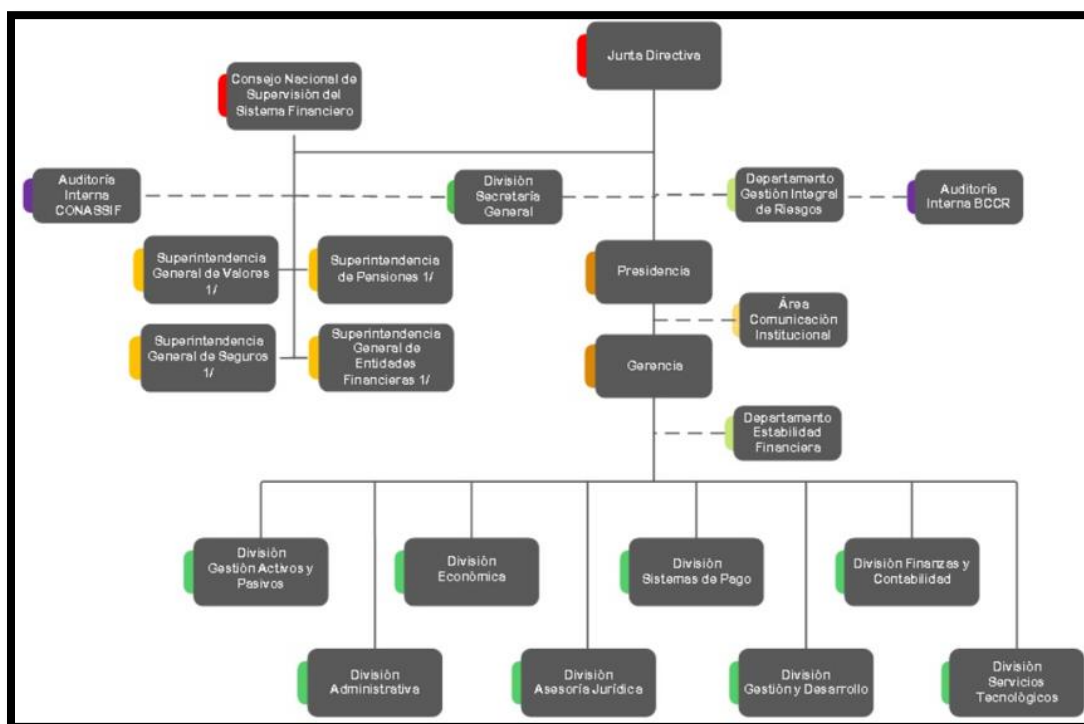 Junta Directiva
Consejo Nacional de
Supervisión del
Sistema Financiero
Auditoría
Interna
CONASSIF
División
Secretaría
General
Departamento
Gestión Integral
de Riesgos
Auditoría
Interna BCCR
Superintendencia
General de Valores
1/
Superintendencia
de Pensiones 1/
Presidencia
Área
Comunicación
Institucional
Superintendencia
General de Seguros
1/
Superintendencia
General de
Entidades
Financieras 1/
Gerencia
Departamento
Estabilidad
Financiera
División
Gestión Activos y
Pasivos
División
Económica
División
Sistemas de Pago
División Finanzas y
Contabilidad
División
Administrativa
División
Asesoría Jurídica
División
Gestión y Desarrollo
División
Servicios
Tecnológicos